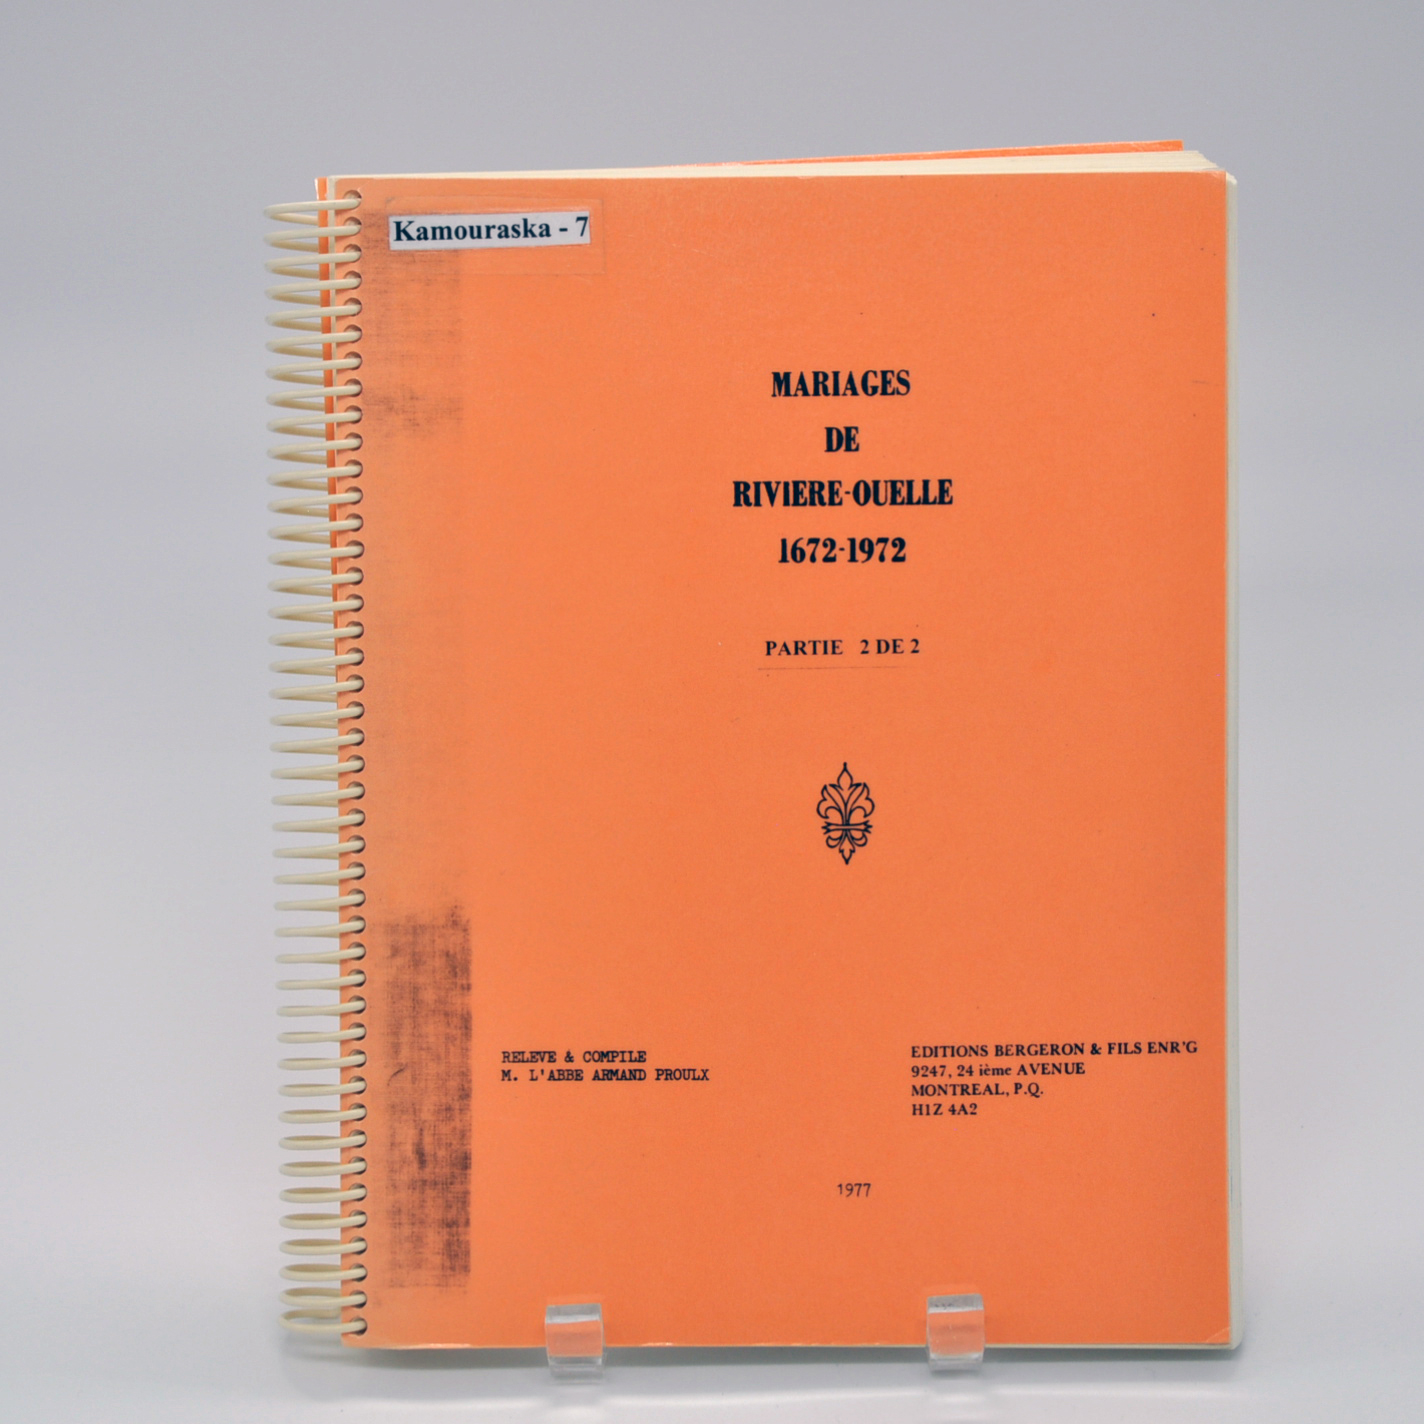 Kamouraska - 7
MARIAGES
DE
RIVIERE-OUELLE
1672-1972
PARTIE 2 DE 2
RELEVE & COMPILE
M. L'ABBE ARMAND PROULX
EDITIONS BERGERON & FILS ENR'G
9247, 24 ième AVENUE
MONTREAL, P.Q.
H1Z 4A2
1977